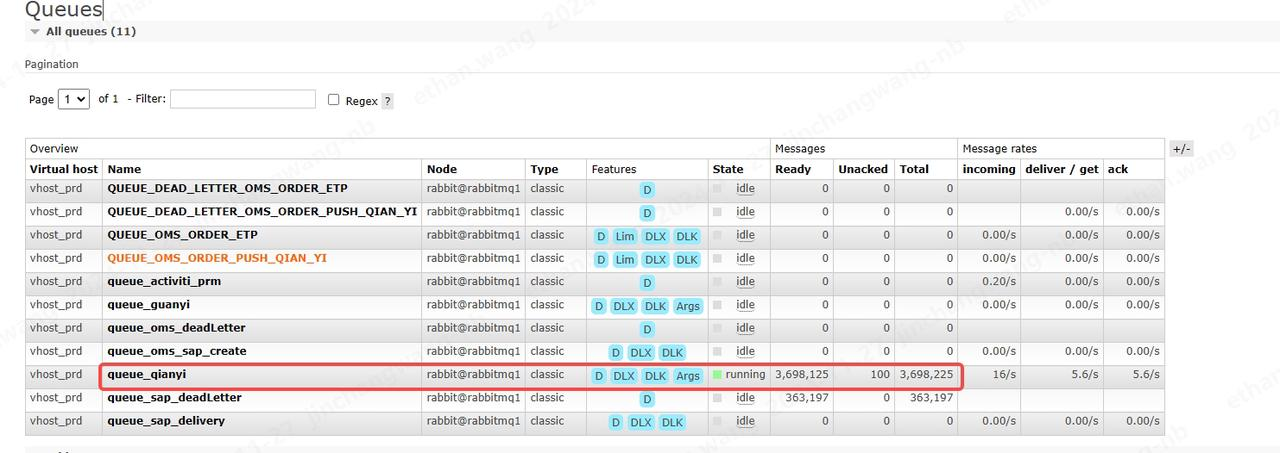 Queues
All queues (11)
Pagination
Page 1 of 1 - Filter: Regex ?
Overview Messages Message rates +/-
Virtual host Name Node Type Features State Ready Unacked Total incoming deliver / get ack
vhost_prd QUEUE_DEAD_LETTER_OMS_ORDER_ETP rabbit@rabbitmq1 classic D idle 0 0 0
vhost_prd QUEUE_DEAD_LETTER_OMS_ORDER_PUSH_QIAN_YI rabbit@rabbitmq1 classic D idle 0 0 0 0.00/s 0.00/s
vhost_prd QUEUE_OMS_ORDER_ETP rabbit@rabbitmq1 classic D Lim DLX DLK idle 0 0 0 0.00/s 0.00/s 0.00/s
vhost_prd QUEUE_OMS_ORDER_PUSH_QIAN_YI rabbit@rabbitmq1 classic D Lim DLX DLK idle 0 0 0 0.00/s 0.00/s 0.00/s
vhost_prd queue_activiti_prm rabbit@rabbitmq1 classic D idle 0 0 0 0.20/s 0.00/s 0.00/s
vhost_prd queue_guanyi rabbit@rabbitmq1 classic D DLX DLK Args idle 0 0 0 0.00/s 0.00/s 0.00/s
vhost_prd queue_oms_deadLetter rabbit@rabbitmq1 classic D idle 0 0 0
vhost_prd queue_oms_sap_create rabbit@rabbitmq1 classic D DLX DLK idle 0 0 0 0.00/s 0.00/s 0.00/s
vhost_prd queue_qianyi rabbit@rabbitmq1 classic D DLX DLK Args running 3,698,125 100 3,698,225 16/s 5.6/s 5.6/s
vhost_prd queue_sap_deadLetter rabbit@rabbitmq1 classic D idle 363,197 0 363,197
vhost_prd queue_sap_delivery rabbit@rabbitmq1 classic D DLX DLK idle 0 0 0 0.00/s 0.00/s 0.00/s